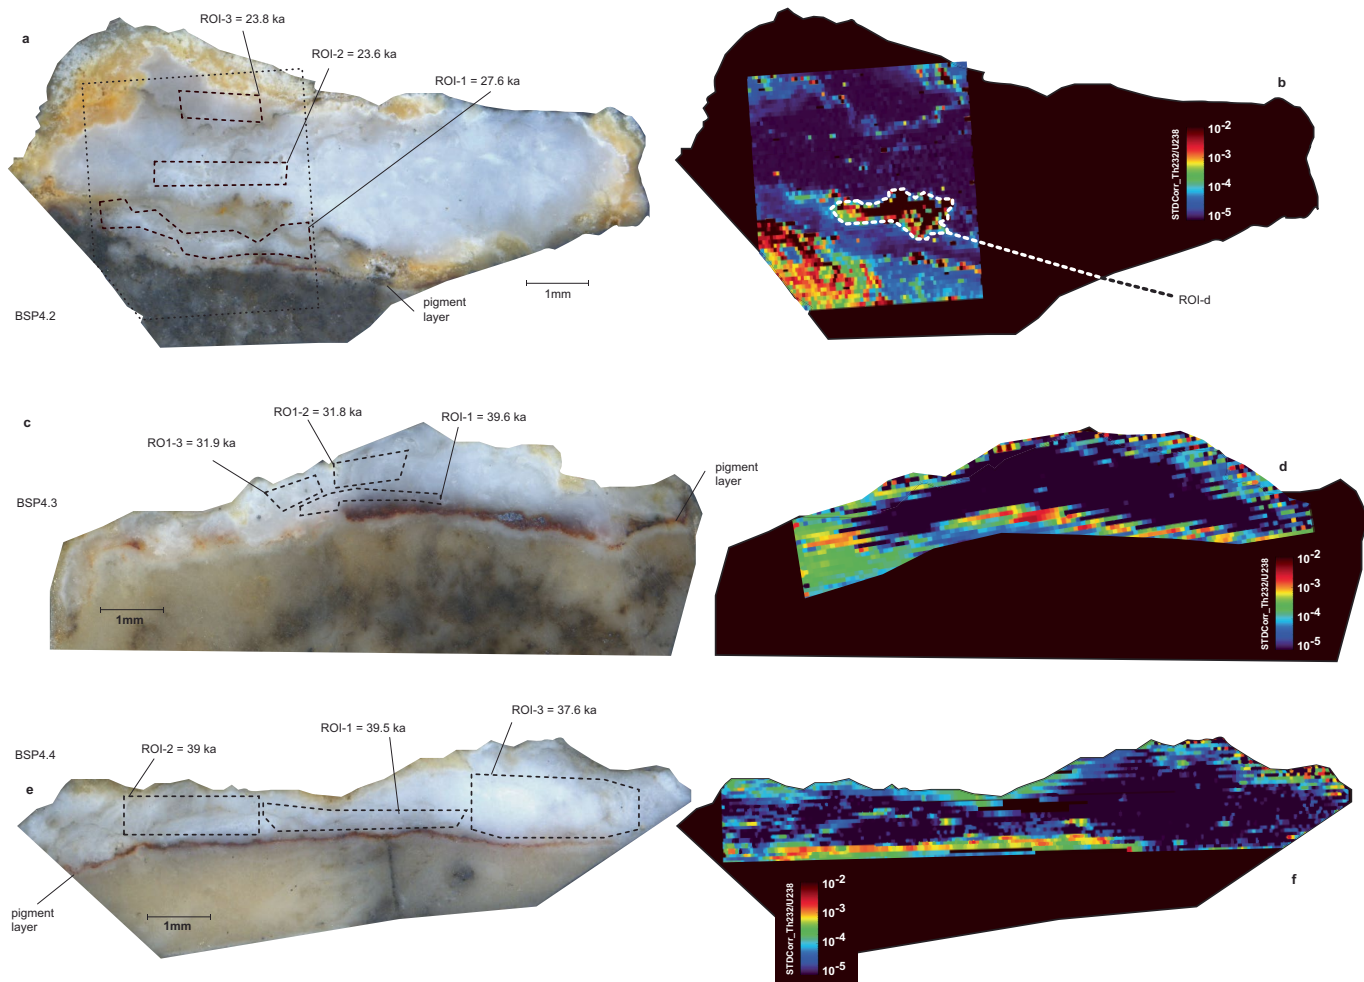 a
ROI-3 = 23.8 ka
ROI-2 = 23.6 ka
ROI-1 = 27.6 ka
BSP4.2
pigment
layer
1mm
b
STDCorr_Th232/U238
10-2
10-3
10-4
10-5
ROI-d
c
RO1-2 = 31.8 ka
ROI-1 = 39.6 ka
RO1-3 = 31.9 ka
BSP4.3
pigment
layer
1mm
d
STDCorr_Th232/U238
10-2
10-3
10-4
10-5
BSP4.4
ROI-2 = 39 ka
ROI-1 = 39.5 ka
ROI-3 = 37.6 ka
e
pigment
layer
1mm
f
STDCorr_Th232/U238
10-2
10-3
10-4
10-5